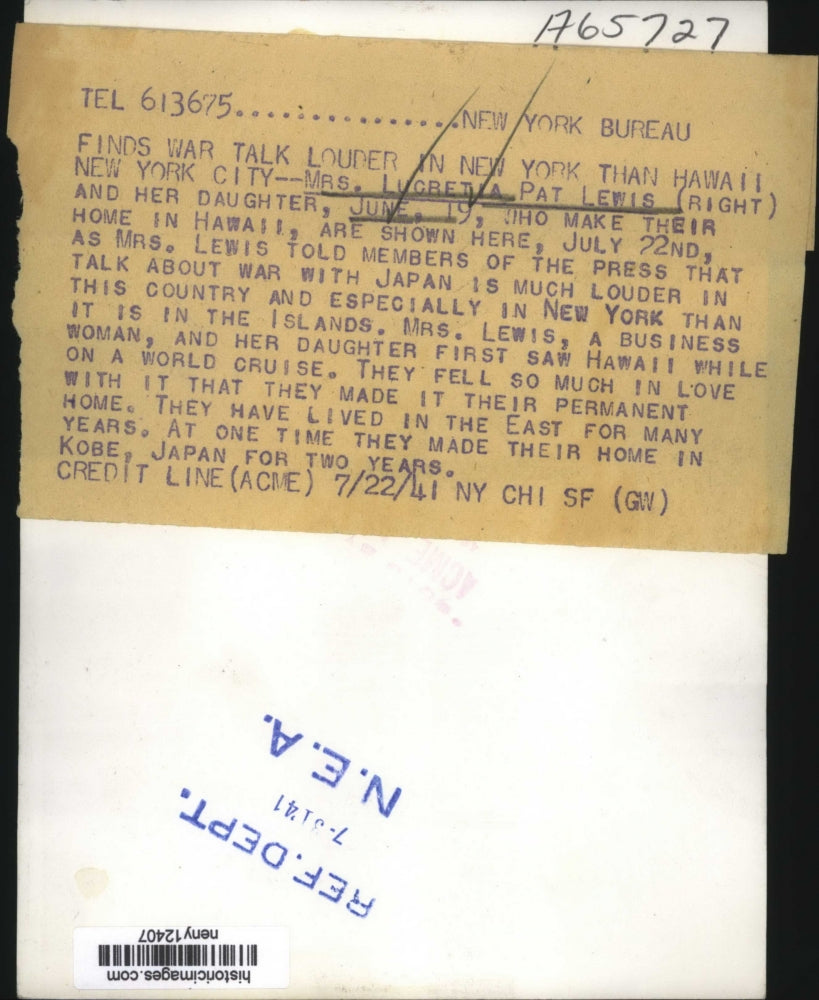 A765727
TEL 613675.................NEW YORK BUREAU
FINDS WAR TALK LOUDER IN NEW YORK THAN HAWAII
NEW YORK CITY--MRS. LUCRETIA PAT LEWIS (RIGHT)
AND HER DAUGHTER, JUNE, 19, WHO MAKE THEIR
HOME IN HAWAII, ARE SHOWN HERE, JULY 22ND,
AS MRS. LEWIS TOLD MEMBERS OF THE PRESS THAT
TALK ABOUT WAR WITH JAPAN IS MUCH LOUDER IN
THIS COUNTRY AND ESPECIALLY IN NEW YORK THAN
IT IS IN THE ISLANDS. MRS. LEWIS, A BUSINESS
WOMAN, AND HER DAUGHTER FIRST SAW HAWAII WHILE
ON A WORLD CRUISE. THEY FELL SO MUCH IN LOVE
WITH IT THAT THEY MADE IT THEIR PERMANENT
HOME. THEY HAVE LIVED IN THE EAST FOR MANY
YEARS. AT ONE TIME THEY MADE THEIR HOME IN
KOBE, JAPAN FOR TWO YEARS.
CREDIT LINE(ACME) 7/22/41 NY CHI SF (GW)
ACME
REF.DEPT.
N.E.A.
historicimages.com
neny12407